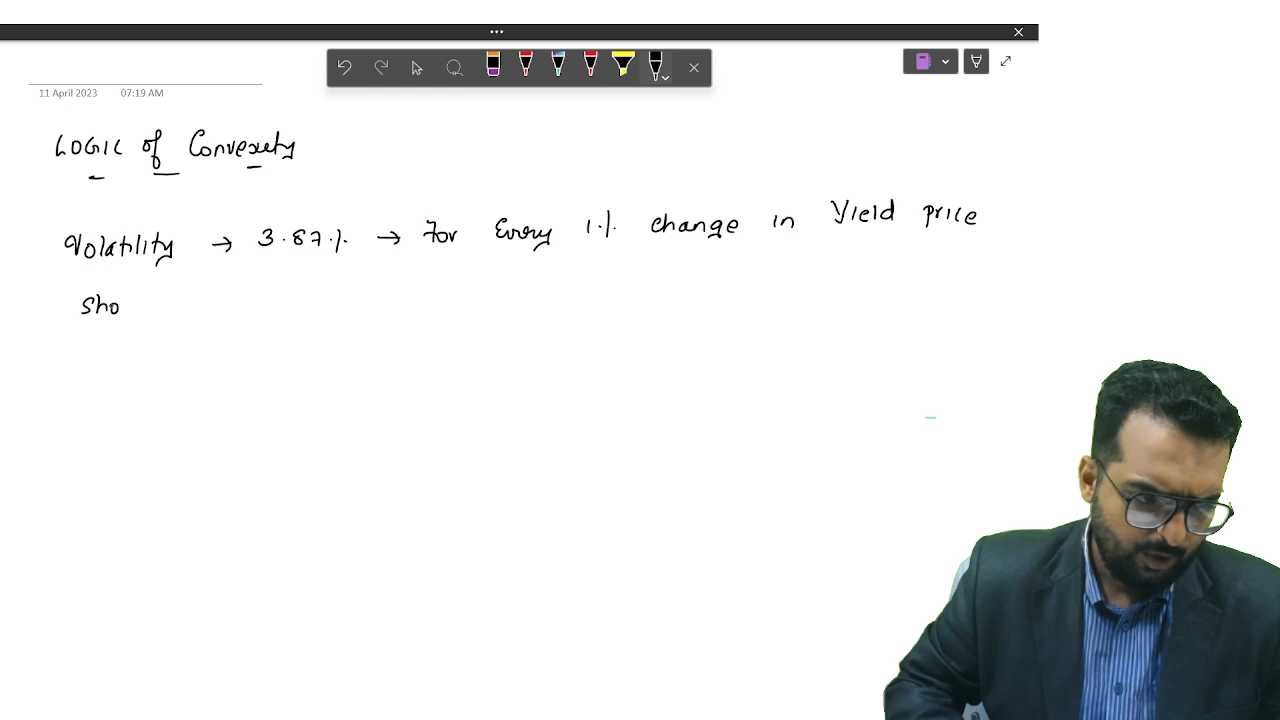 11 April 2023 07:19 AM
LOGIC of Convexity
Volatility → 3.87% → For Every 1% change in Yield price
Sho